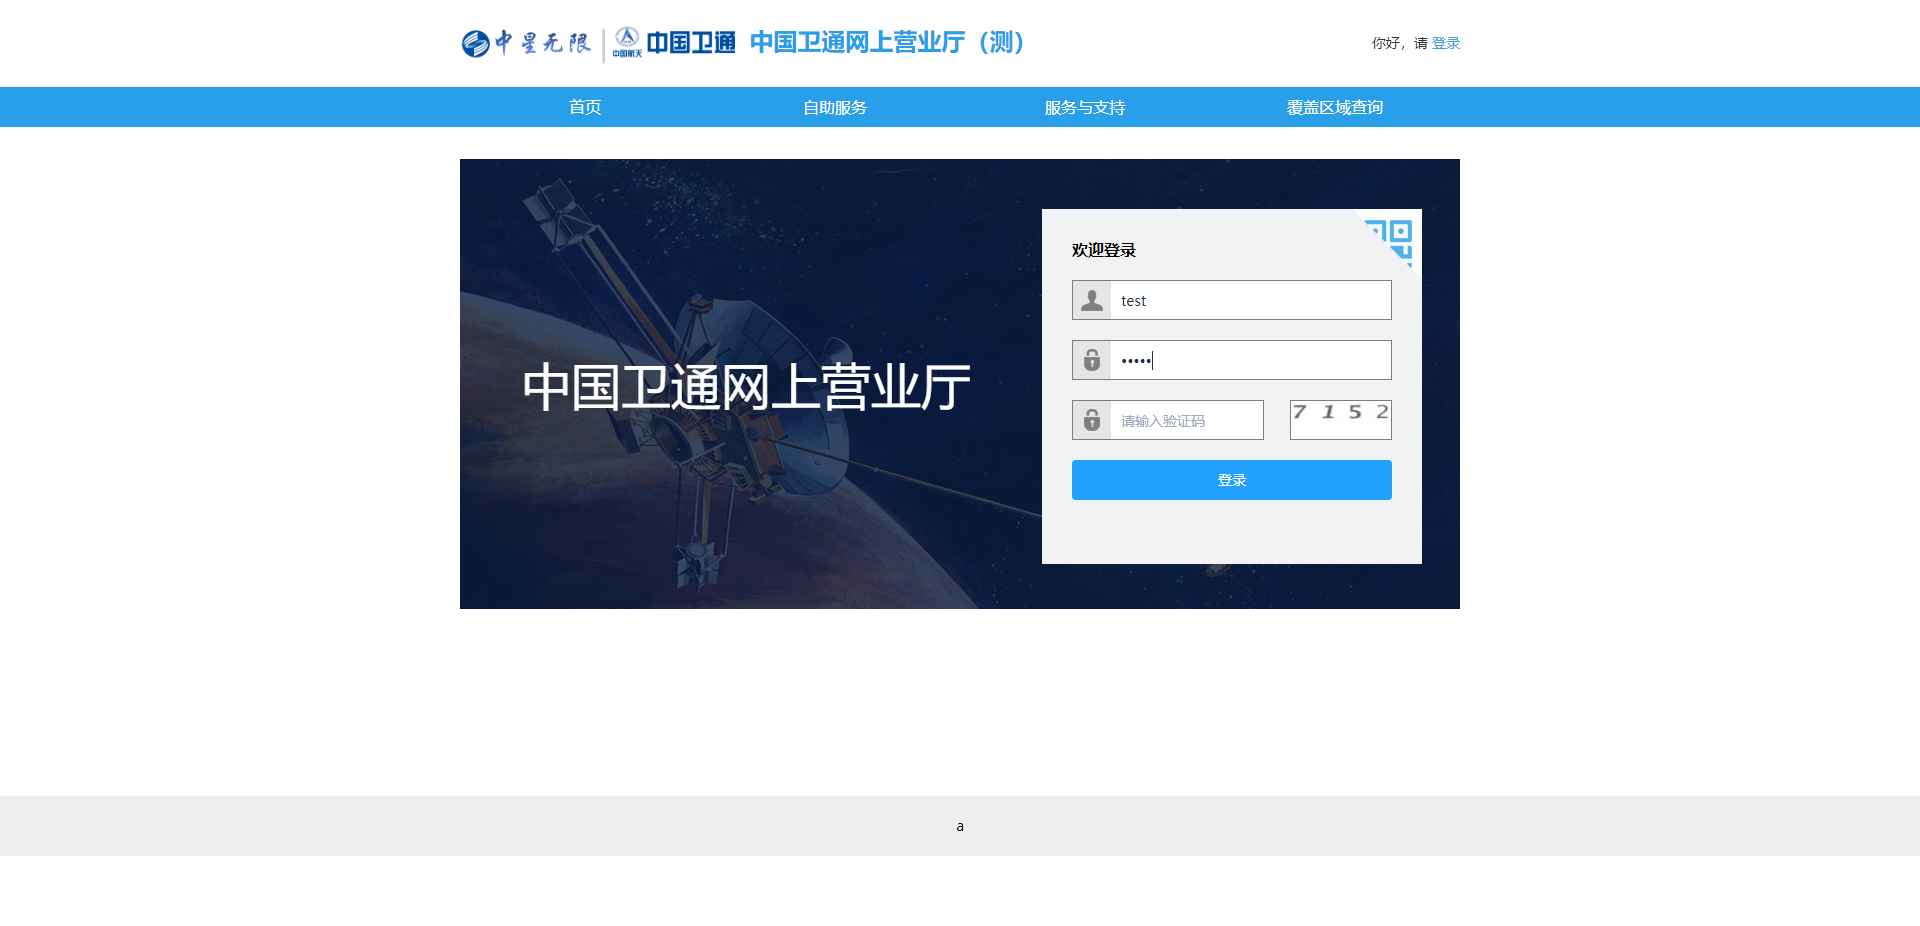 中星无限 中国航天 中国卫通 中国卫通网上营业厅（测） 你好，请 登录
首页 自助服务 服务与支持 覆盖区域查询
欢迎登录
test
•••••
中国卫通网上营业厅
请输入验证码 7 1 5 2
登录
a